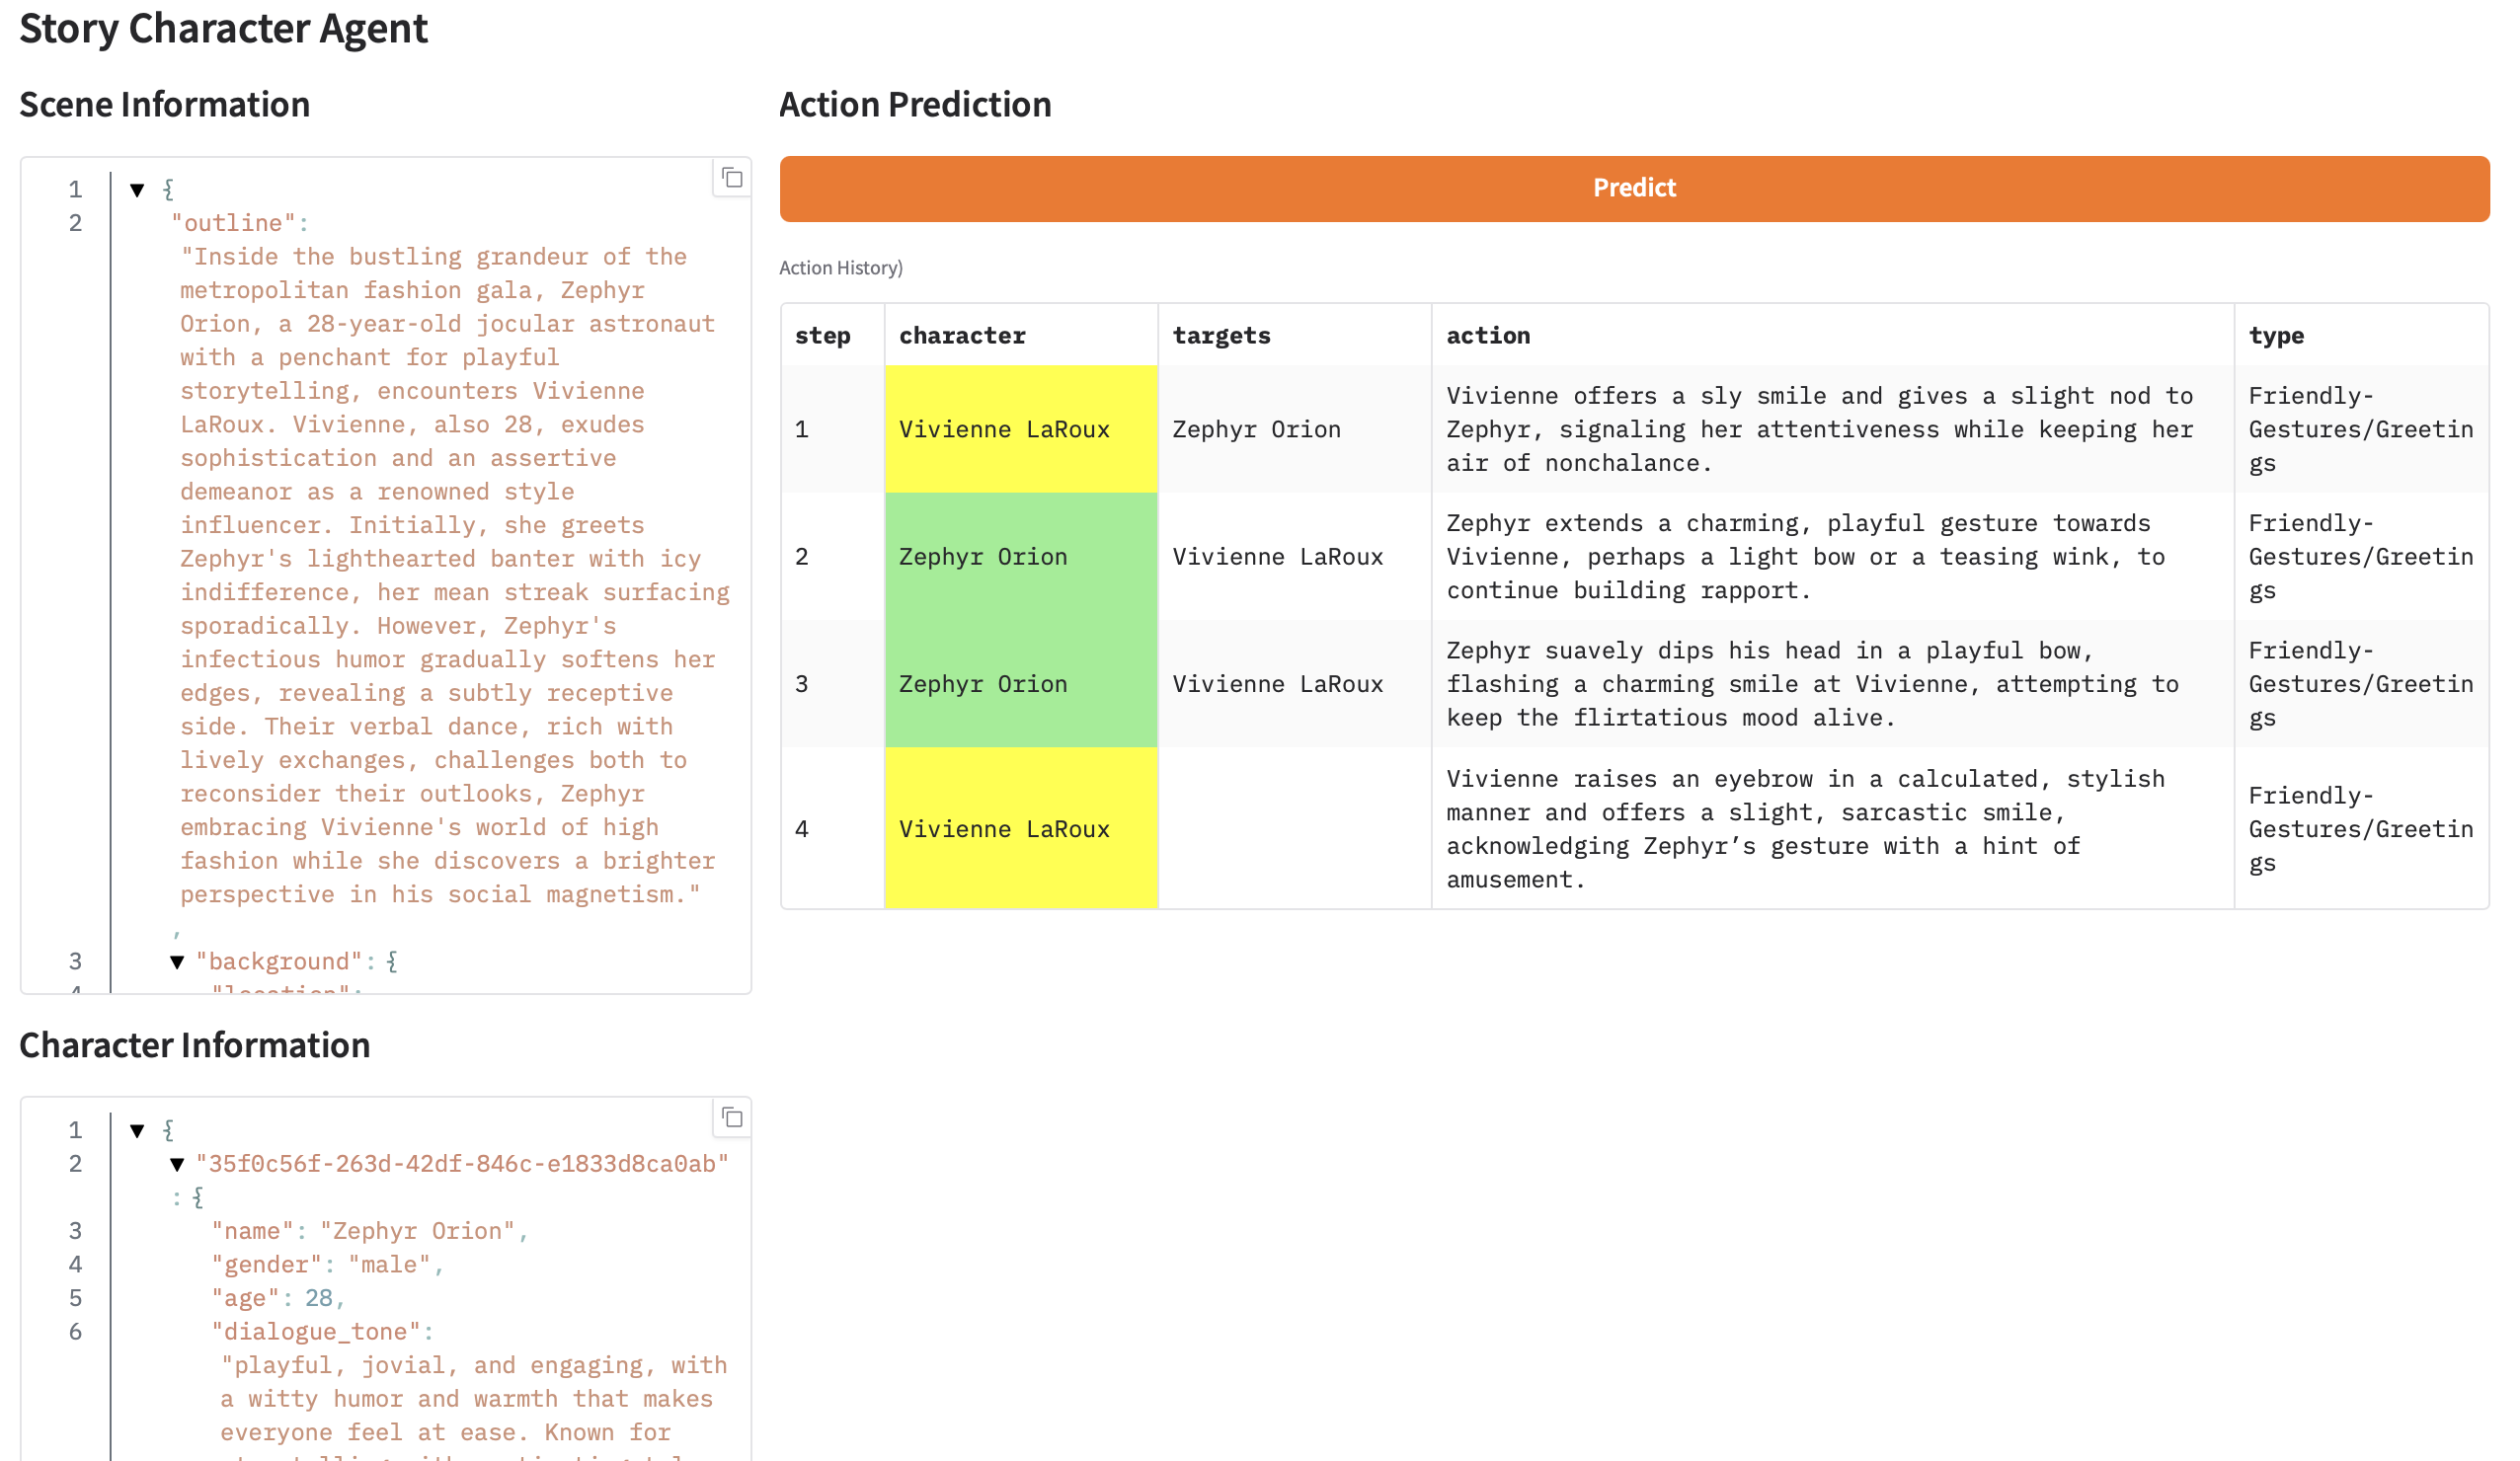 Story Character Agent
Scene Information
1 ▼ {
2 "outline":
"Inside the bustling grandeur of the
metropolitan fashion gala, Zephyr
Orion, a 28-year-old jocular astronaut
with a penchant for playful
storytelling, encounters Vivienne
LaRoux. Vivienne, also 28, exudes
sophistication and an assertive
demeanor as a renowned style
influencer. Initially, she greets
Zephyr's lighthearted banter with icy
indifference, her mean streak surfacing
sporadically. However, Zephyr's
infectious humor gradually softens her
edges, revealing a subtly receptive
side. Their verbal dance, rich with
lively exchanges, challenges both to
reconsider their outlooks, Zephyr
embracing Vivienne's world of high
fashion while she discovers a brighter
perspective in his social magnetism."
,
3 ▼ "background": {
4 "location":
Character Information
1 ▼ {
2 ▼ "35f0c56f-263d-42df-846c-e1833d8ca0ab"
: {
3 "name": "Zephyr Orion",
4 "gender": "male",
5 "age": 28,
6 "dialogue_tone":
"playful, jovial, and engaging, with
a witty humor and warmth that makes
everyone feel at ease. Known for
Action Prediction
Predict
Action History)
step character targets action type
1 Vivienne LaRoux Zephyr Orion
Vivienne offers a sly smile and gives a slight nod to
Zephyr, signaling her attentiveness while keeping her
air of nonchalance.
Friendly-
Gestures/Greetin
gs
2 Zephyr Orion Vivienne LaRoux
Zephyr extends a charming, playful gesture towards
Vivienne, perhaps a light bow or a teasing wink, to
continue building rapport.
Friendly-
Gestures/Greetin
gs
3 Zephyr Orion Vivienne LaRoux
Zephyr suavely dips his head in a playful bow,
flashing a charming smile at Vivienne, attempting to
keep the flirtatious mood alive.
Friendly-
Gestures/Greetin
gs
4 Vivienne LaRoux
Vivienne raises an eyebrow in a calculated, stylish
manner and offers a slight, sarcastic smile,
acknowledging Zephyr’s gesture with a hint of
amusement.
Friendly-
Gestures/Greetin
gs